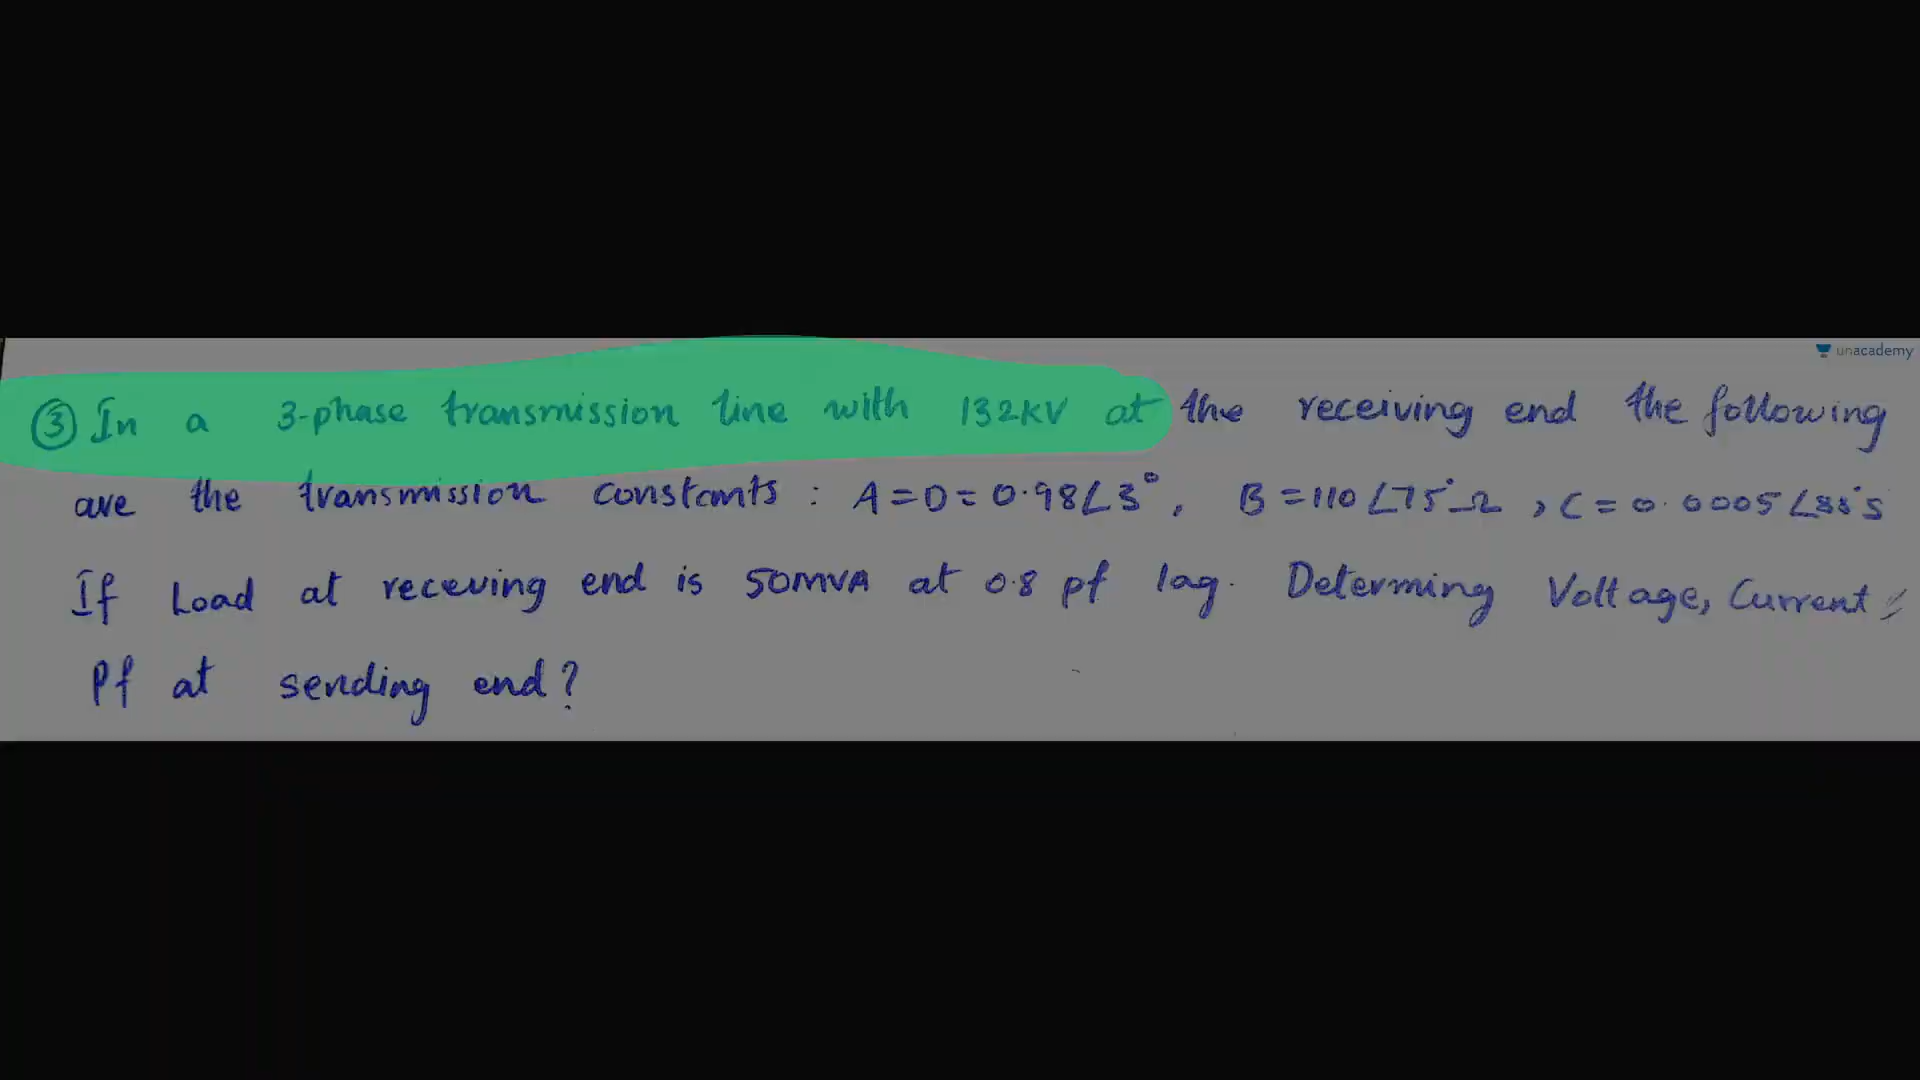 unacademy
③ In a 3-phase transmission line with 132KV at the receiving end the following
are the transmission constants : A=D=0.98∠3°, B=110∠75°Ω, C=0.0005∠88°s
If Load at receving end is 50MVA at 0.8 pf lag. Determing Voltage, Current
Pf at sending end?